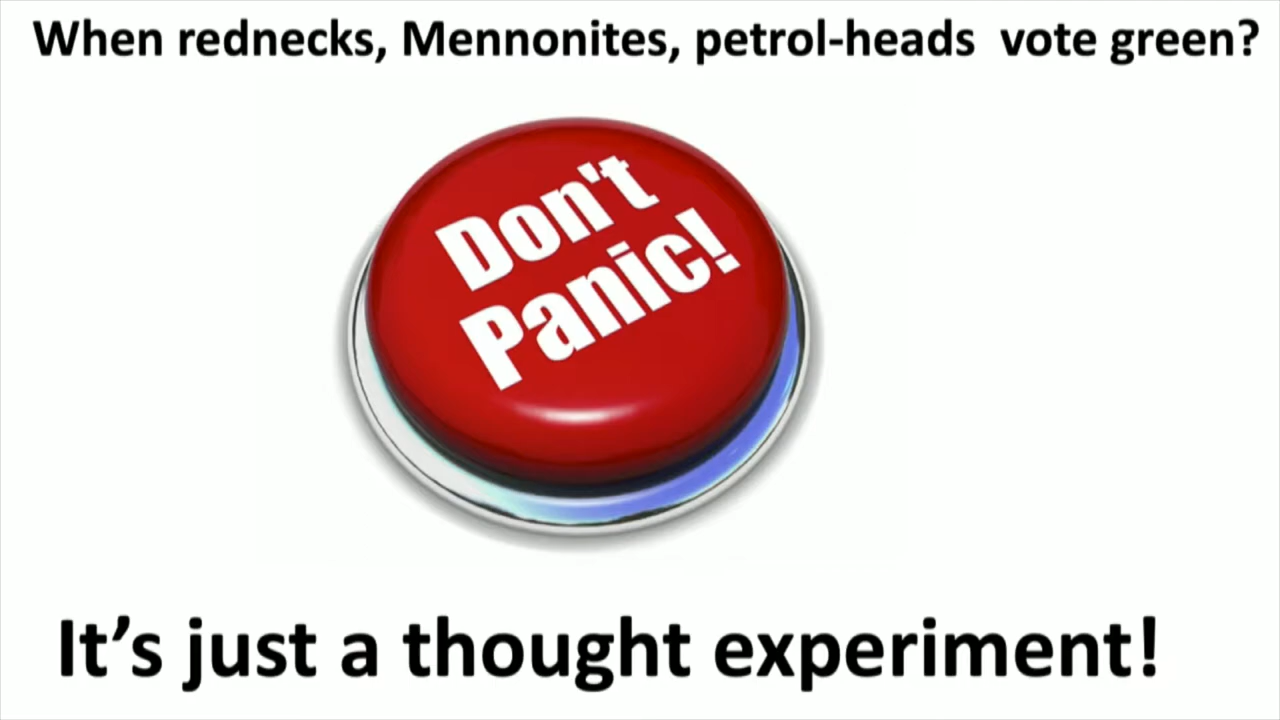 When rednecks, Mennonites, petrol-heads  vote green?
Don't
Panic!
It’s just a thought experiment!